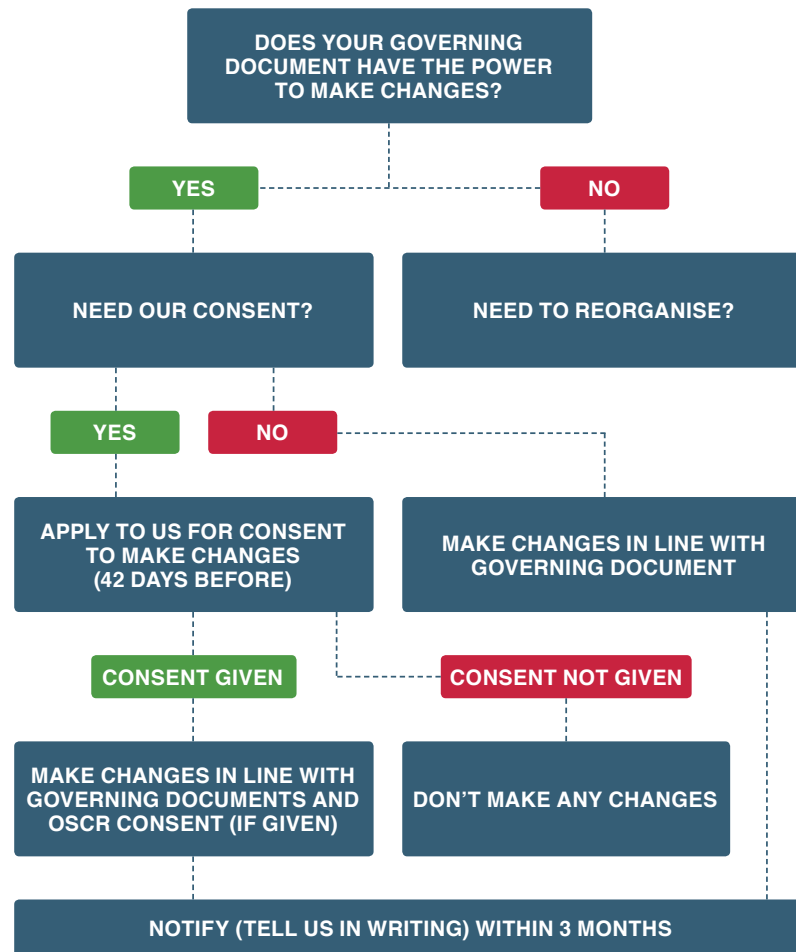 DOES YOUR GOVERNING
DOCUMENT HAVE THE POWER
TO MAKE CHANGES?
YES
NO
NEED OUR CONSENT?
NEED TO REORGANISE?
YES
NO
APPLY TO US FOR CONSENT
TO MAKE CHANGES
(42 DAYS BEFORE)
MAKE CHANGES IN LINE WITH
GOVERNING DOCUMENT
CONSENT GIVEN
CONSENT NOT GIVEN
MAKE CHANGES IN LINE WITH
GOVERNING DOCUMENTS AND
OSCR CONSENT (IF GIVEN)
DON'T MAKE ANY CHANGES
NOTIFY (TELL US IN WRITING) WITHIN 3 MONTHS